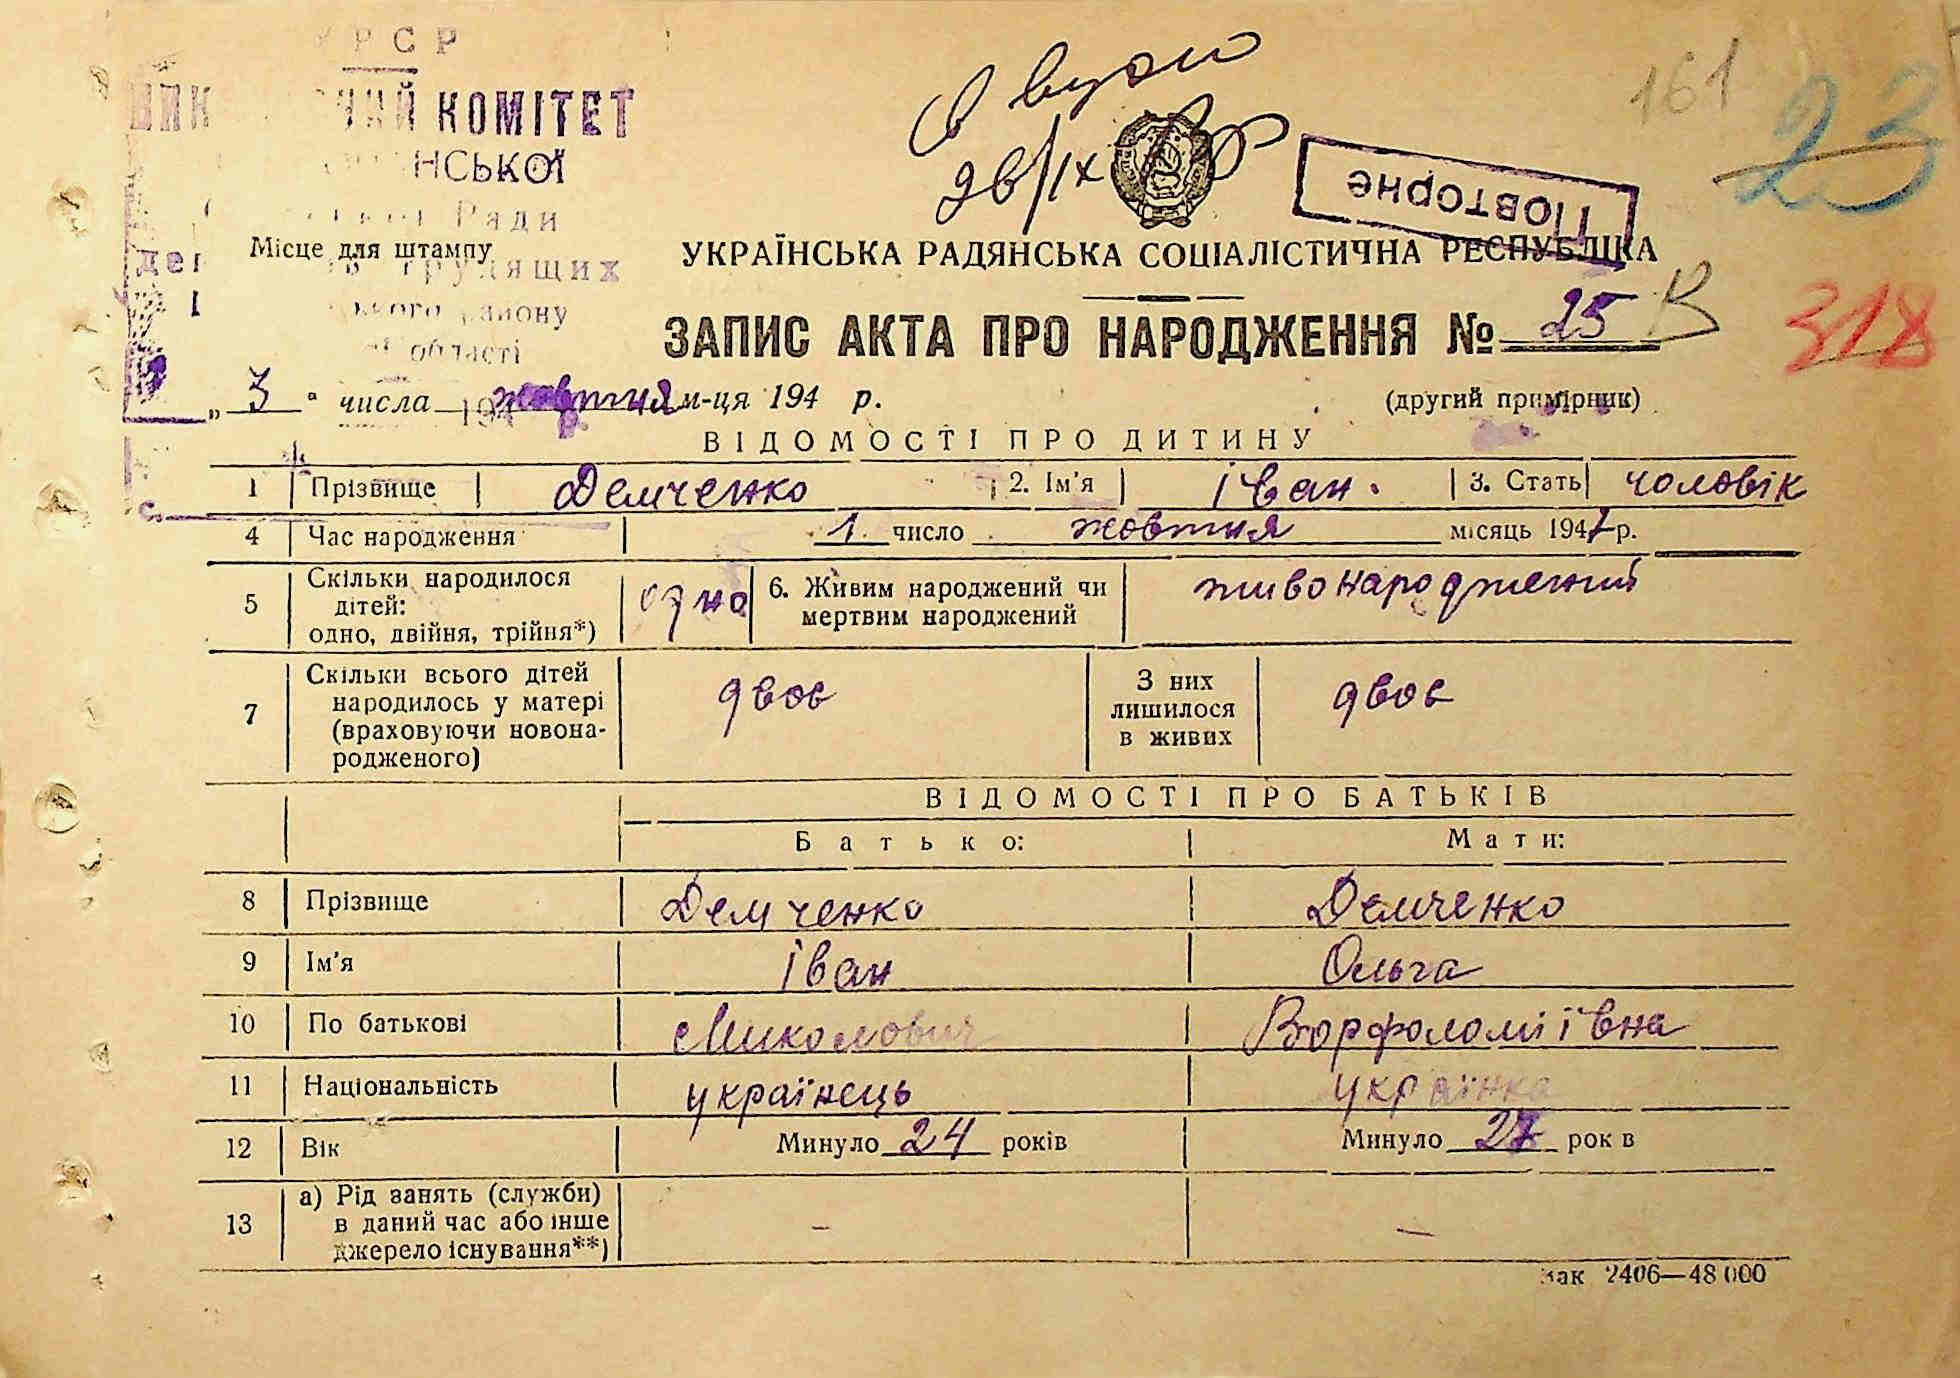 РСР
КОМІТЕТ
НСЬКОЇ
Ради
Місце для штампу
трудящих
району
області
161
23
Повторне
УКРАЇНСЬКА РАДЯНСЬКА СОЦІАЛІСТИЧНА РЕСПУБЛІКА
ЗАПИС АКТА ПРО НАРОДЖЕННЯ № 25
318
„ 3 " числа жовтня м-ця 194 р.
(другий примірник)
ВІДОМОСТІ ПРО ДИТИНУ
1 Прізвище Демченко 2. Ім'я Іван. 3. Стать чоловік
4 Час народження 1 число жовтня місяць 1947 р.
5 Скільки народилося дітей: одно, двійня, трійня*) одно 6. Живим народжений чи мертвим народжений живонароджений
7 Скільки всього дітей народилось у матері (враховуючи новонародженого) двоє З них лишилося в живих двоє
ВІДОМОСТІ ПРО БАТЬКІВ
Батько: Мати:
8 Прізвище Демченко Демченко
9 Ім'я Іван Ольга
10 По батькові Миколович Ворфоломіївна
11 Національність українець українка
12 Вік Минуло 24 років Минуло 27 рок в
13 а) Рід занять (служби) в даний час або інше джерело існування**) – –
Зак 2406—48 000